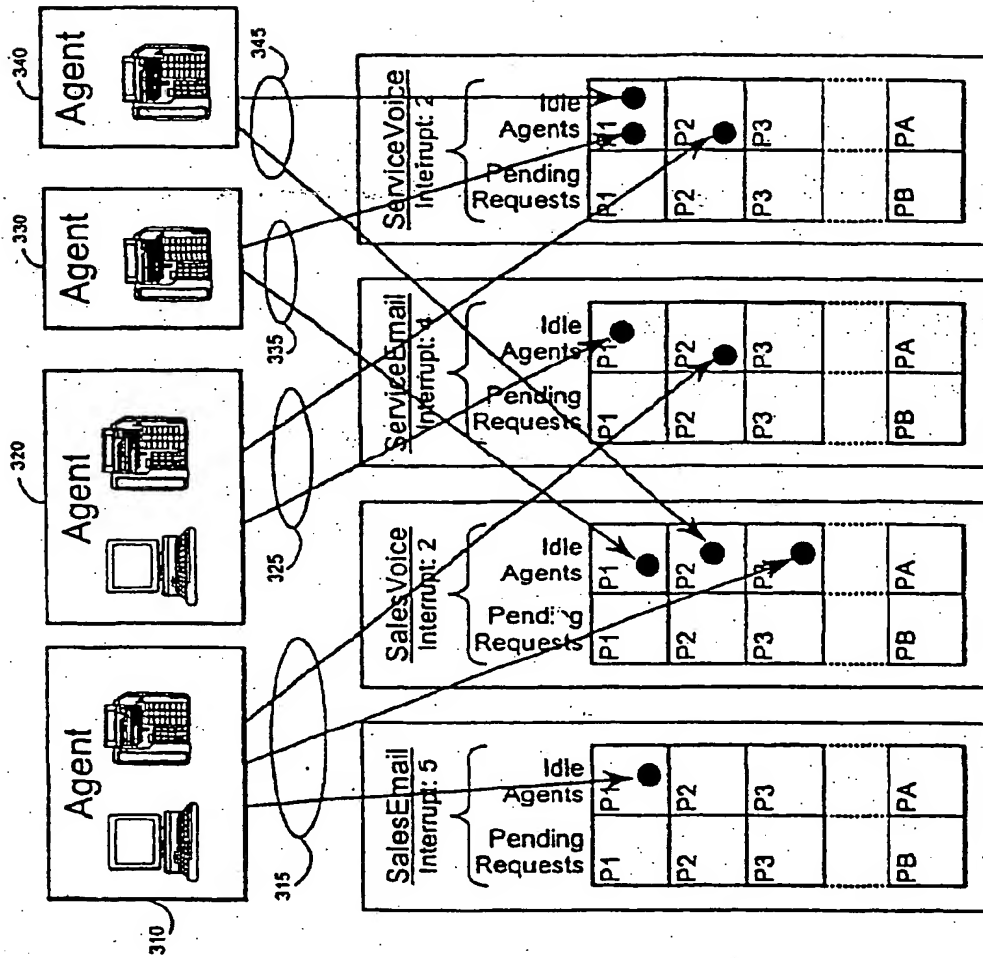 310
Agent
320
Agent
330
Agent
340
Agent
315
325
335
345
SalesEmail
Interrupt: 5
Pending
Requests
Idle
Agents
P1
P1
P2
P2
P3
P3
PB
PA
SalesVoice
Interrupt: 2
Pending
Requests
Idle
Agents
P1
P1
P2
P2
P3
P3
PB
PA
ServiceEmail
Interrupt: 4
Pending
Requests
Idle
Agents
P1
P1
P2
P2
P3
P3
PB
PA
ServiceVoice
Interrupt: 2
Pending
Requests
Idle
Agents
P1
P1
P2
P2
P3
P3
PB
PA